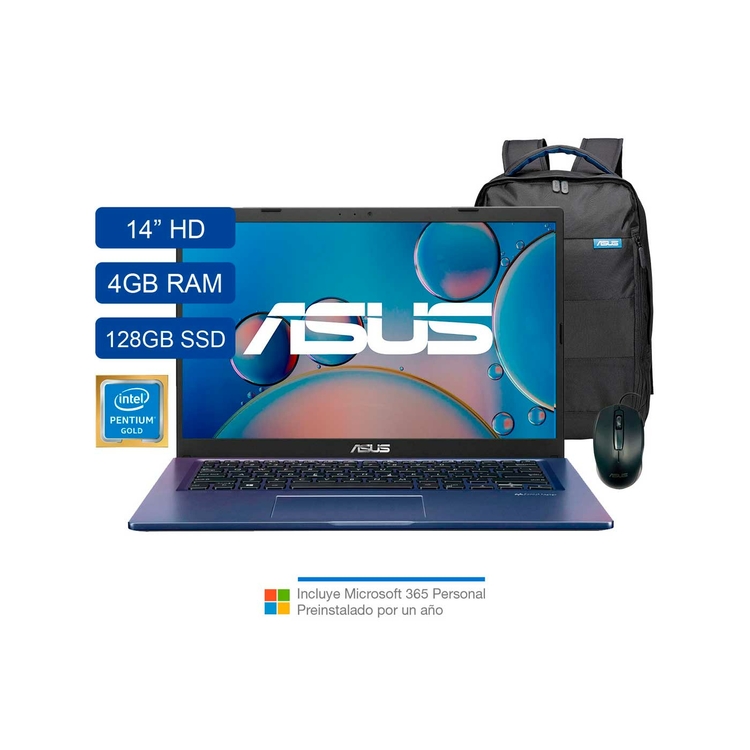 14” HD
4GB RAM
128GB SSD
intel
PENTIUM
GOLD
ASUS
ASUS
ASUS
ASUS
Incluye Microsoft 365 Personal
Preinstalado por un año